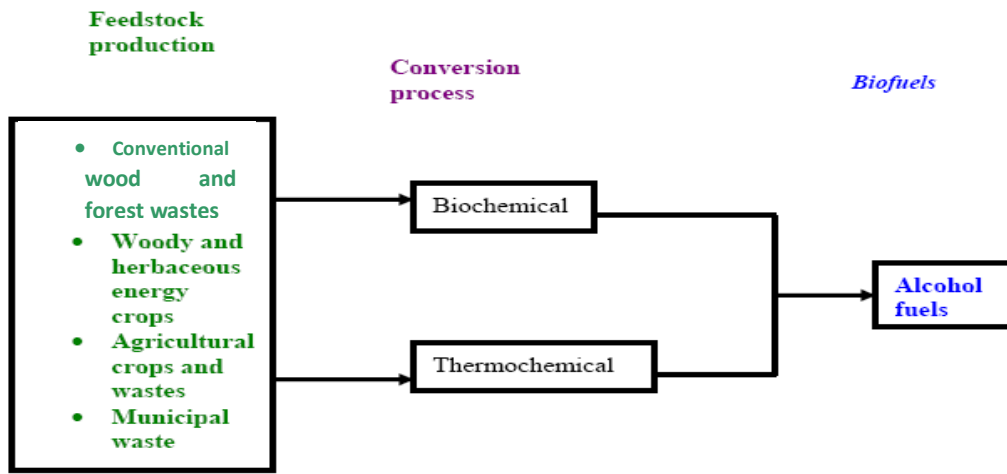 Feedstock
production
Conversion
process
Biofuels
• Conventional
wood and
forest wastes
• Woody and
herbaceous
energy
crops
• Agricultural
crops and
wastes
• Municipal
waste
Biochemical
Thermochemical
Alcohol
fuels